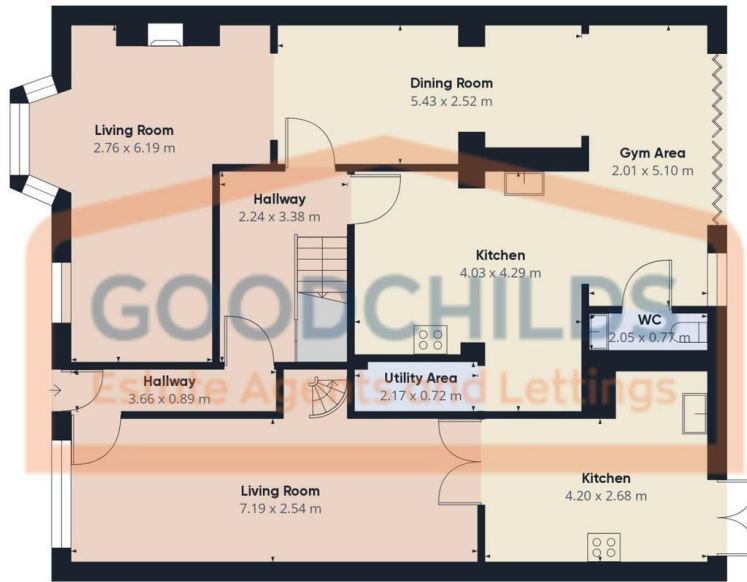 Living Room
2.76 x 6.19 m
Dining Room
5.43 x 2.52 m
Gym Area
2.01 x 5.10 m
Hallway
2.24 x 3.38 m
Kitchen
4.03 x 4.29 m
GOODCHILDS
WC
2.05 x 0.77 m
Hallway
3.66 x 0.89 m
Utility Area
2.17 x 0.72 m
Estate Agents and Lettings
Living Room
7.19 x 2.54 m
Kitchen
4.20 x 2.68 m